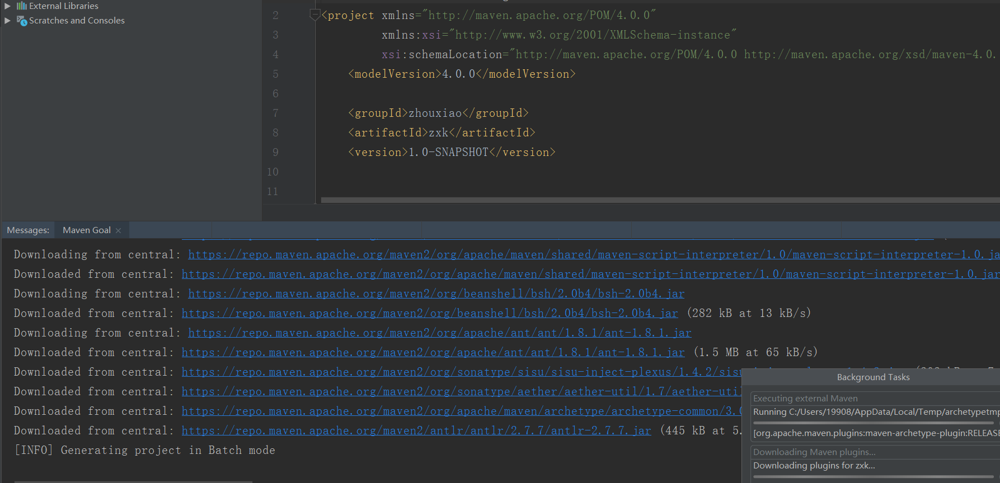 External Libraries
Scratches and Consoles
2 <project xmlns="http://maven.apache.org/POM/4.0.0"
3 xmlns:xsi="http://www.w3.org/2001/XMLSchema-instance"
4 xsi:schemaLocation="http://maven.apache.org/POM/4.0.0 http://maven.apache.org/xsd/maven-4.0.
5 <modelVersion>4.0.0</modelVersion>
6
7 <groupId>zhouxiao</groupId>
8 <artifactId>zxk</artifactId>
9 <version>1.0-SNAPSHOT</version>
10
11
Messages: Maven Goal
Downloading from central: https://repo.maven.apache.org/maven2/org/apache/maven/shared/maven-script-interpreter/1.0/maven-script-interpreter-1.0.ja
Downloaded from central: https://repo.maven.apache.org/maven2/org/apache/maven/shared/maven-script-interpreter/1.0/maven-script-interpreter-1.0.jar
Downloading from central: https://repo.maven.apache.org/maven2/org/beanshell/bsh/2.0b4/bsh-2.0b4.jar
Downloaded from central: https://repo.maven.apache.org/maven2/org/beanshell/bsh/2.0b4/bsh-2.0b4.jar (282 kB at 13 kB/s)
Downloading from central: https://repo.maven.apache.org/maven2/org/apache/ant/ant/1.8.1/ant-1.8.1.jar
Downloaded from central: https://repo.maven.apache.org/maven2/org/apache/ant/ant/1.8.1/ant-1.8.1.jar (1.5 MB at 65 kB/s)
Downloaded from central: https://repo.maven.apache.org/maven2/org/sonatype/sisu/sisu-inject-plexus/1.4.2/sisu
Downloaded from central: https://repo.maven.apache.org/maven2/org/sonatype/aether/aether-util/1.7/aether-util
Downloaded from central: https://repo.maven.apache.org/maven2/org/apache/maven/archetype/archetype-common/3.0
Downloaded from central: https://repo.maven.apache.org/maven2/antlr/antlr/2.7.7/antlr-2.7.7.jar (445 kB at 5.
[INFO] Generating project in Batch mode
Background Tasks
Executing external Maven
Running C:/Users/19908/AppData/Local/Temp/archetypetmp
[org.apache.maven.plugins:maven-archetype-plugin:RELEASE
Downloading Maven plugins...
Downloading plugins for zxk...